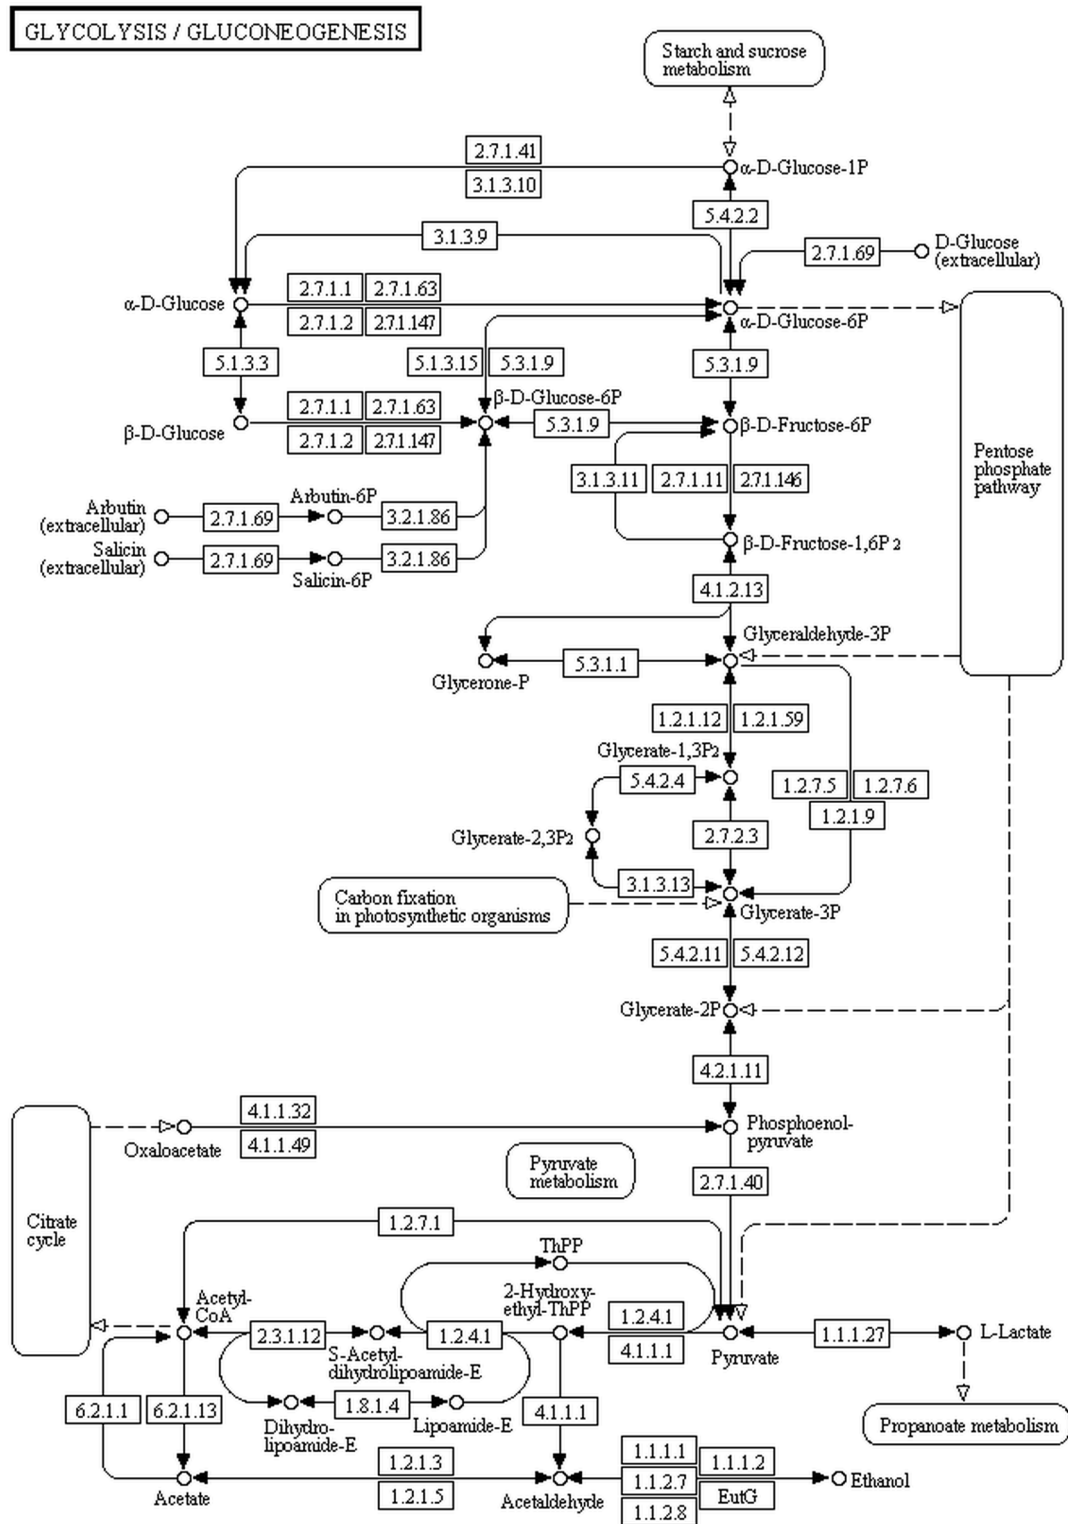 GLYCOLYSIS / GLUCONEOGENESIS
Starch and sucrose
metabolism
2.7.1.41
α-D-Glucose-1P
3.1.3.10
5.4.2.2
3.1.3.9
2.7.1.69
D-Glucose
(extracellular)
2.7.1.1
2.7.1.63
α-D-Glucose
α-D-Glucose-6P
2.7.1.2
2.7.1.147
5.1.3.3
5.1.3.15
5.3.1.9
5.3.1.9
2.7.1.1
2.7.1.63
β-D-Glucose-6P
β-D-Glucose
5.3.1.9
β-D-Fructose-6P
2.7.1.2
2.7.1.147
Pentose
phosphate
pathway
3.1.3.11
2.7.1.11
2.7.1.146
Arbutin
(extracellular)
2.7.1.69
Arbutin-6P
3.2.1.86
Salicin
(extracellular)
2.7.1.69
Salicin-6P
3.2.1.86
β-D-Fructose-1,6P2
4.1.2.13
Glyceraldehyde-3P
5.3.1.1
Glycerone-P
1.2.1.12
1.2.1.59
Glycerate-1,3P2
5.4.2.4
1.2.7.5
1.2.7.6
1.2.1.9
Glycerate-2,3P2
2.7.2.3
3.1.3.13
Carbon fixation
in photosynthetic organisms
Glycerate-3P
5.4.2.11
5.4.2.12
Glycerate-2P
4.2.1.11
4.1.1.32
Oxaloacetate
4.1.1.49
Phosphoenol-
pyruvate
Pyruvate
metabolism
2.7.1.40
Citrate
cycle
1.2.7.1
ThPP
Acetyl-
CoA
2-Hydroxy-
ethyl-ThPP
1.2.4.1
2.3.1.12
1.2.4.1
4.1.1.1
Pyruvate
1.1.1.27
L-Lactate
S-Acetyl-
dihydrolipoamide-E
6.2.1.1
6.2.1.13
1.8.1.4
4.1.1.1
Dihydro-
lipoamide-E
Lipoamide-E
Propanoate metabolism
1.2.1.3
1.1.1.1
1.1.1.2
Acetate
1.2.1.5
Acetaldehyde
1.1.2.7
EutG
Ethanol
1.1.2.8